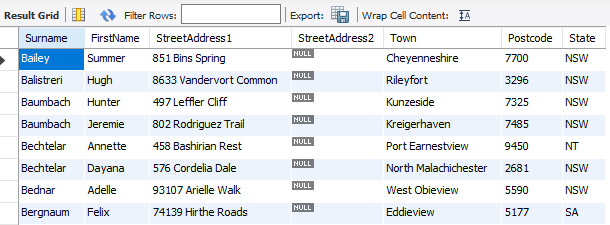 Result Grid Filter Rows: Export: Wrap Cell Content:
Surname FirstName StreetAddress1 StreetAddress2 Town Postcode State
Bailey Summer 851 Bins Spring NULL Cheyenneshire 7700 NSW
Balistreri Hugh 8633 Vandervort Common NULL Rileyfort 3296 NSW
Baumbach Hunter 497 Leffler Cliff NULL Kunzeside 7325 NSW
Baumbach Jeremie 802 Rodriguez Trail NULL Kreigerhaven 7485 NSW
Bechtelar Annette 458 Bashirian Rest NULL Port Earnestview 9450 NT
Bechtelar Dayana 576 Cordelia Dale NULL North Malachichester 2681 NSW
Bednar Adelle 93107 Arielle Walk NULL West Obieview 5590 NSW
Bergnaum Felix 74139 Hirthe Roads NULL Eddieview 5177 SA